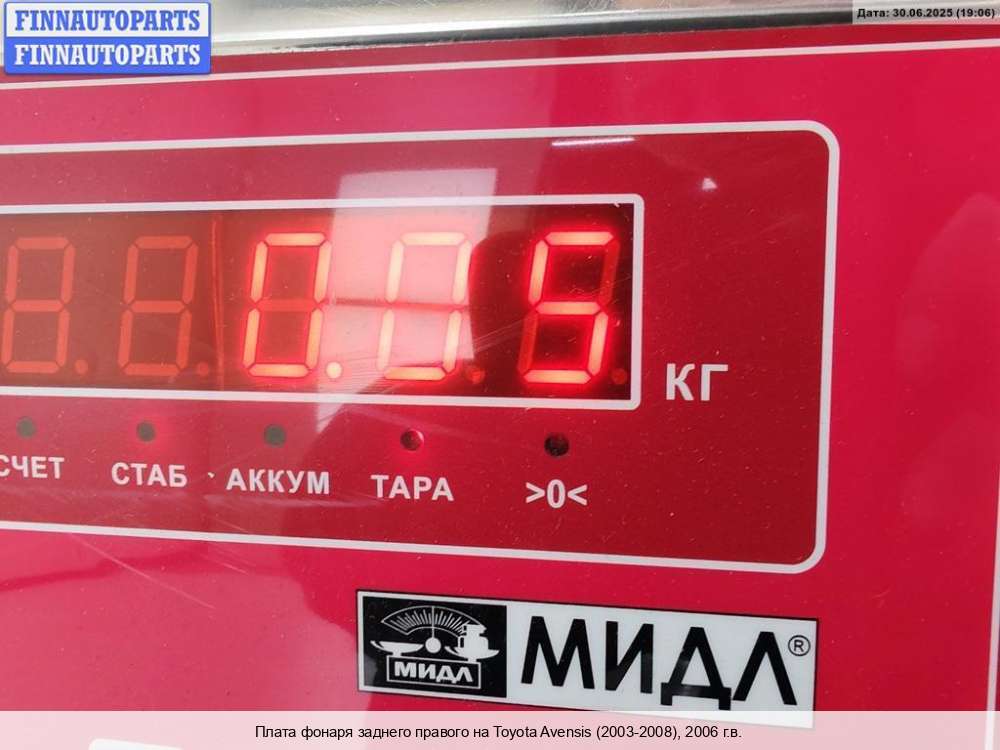 FINNAUTOPARTS
FINNAUTOPARTS
Дата: 30.06.2025 (19:06)
0.05
КГ
СЧЕТ СТАБ АККУМ ТАРА >0<
МИДЛ МИДЛ®
Плата фонаря заднего правого на Toyota Avensis (2003-2008), 2006 г.в.